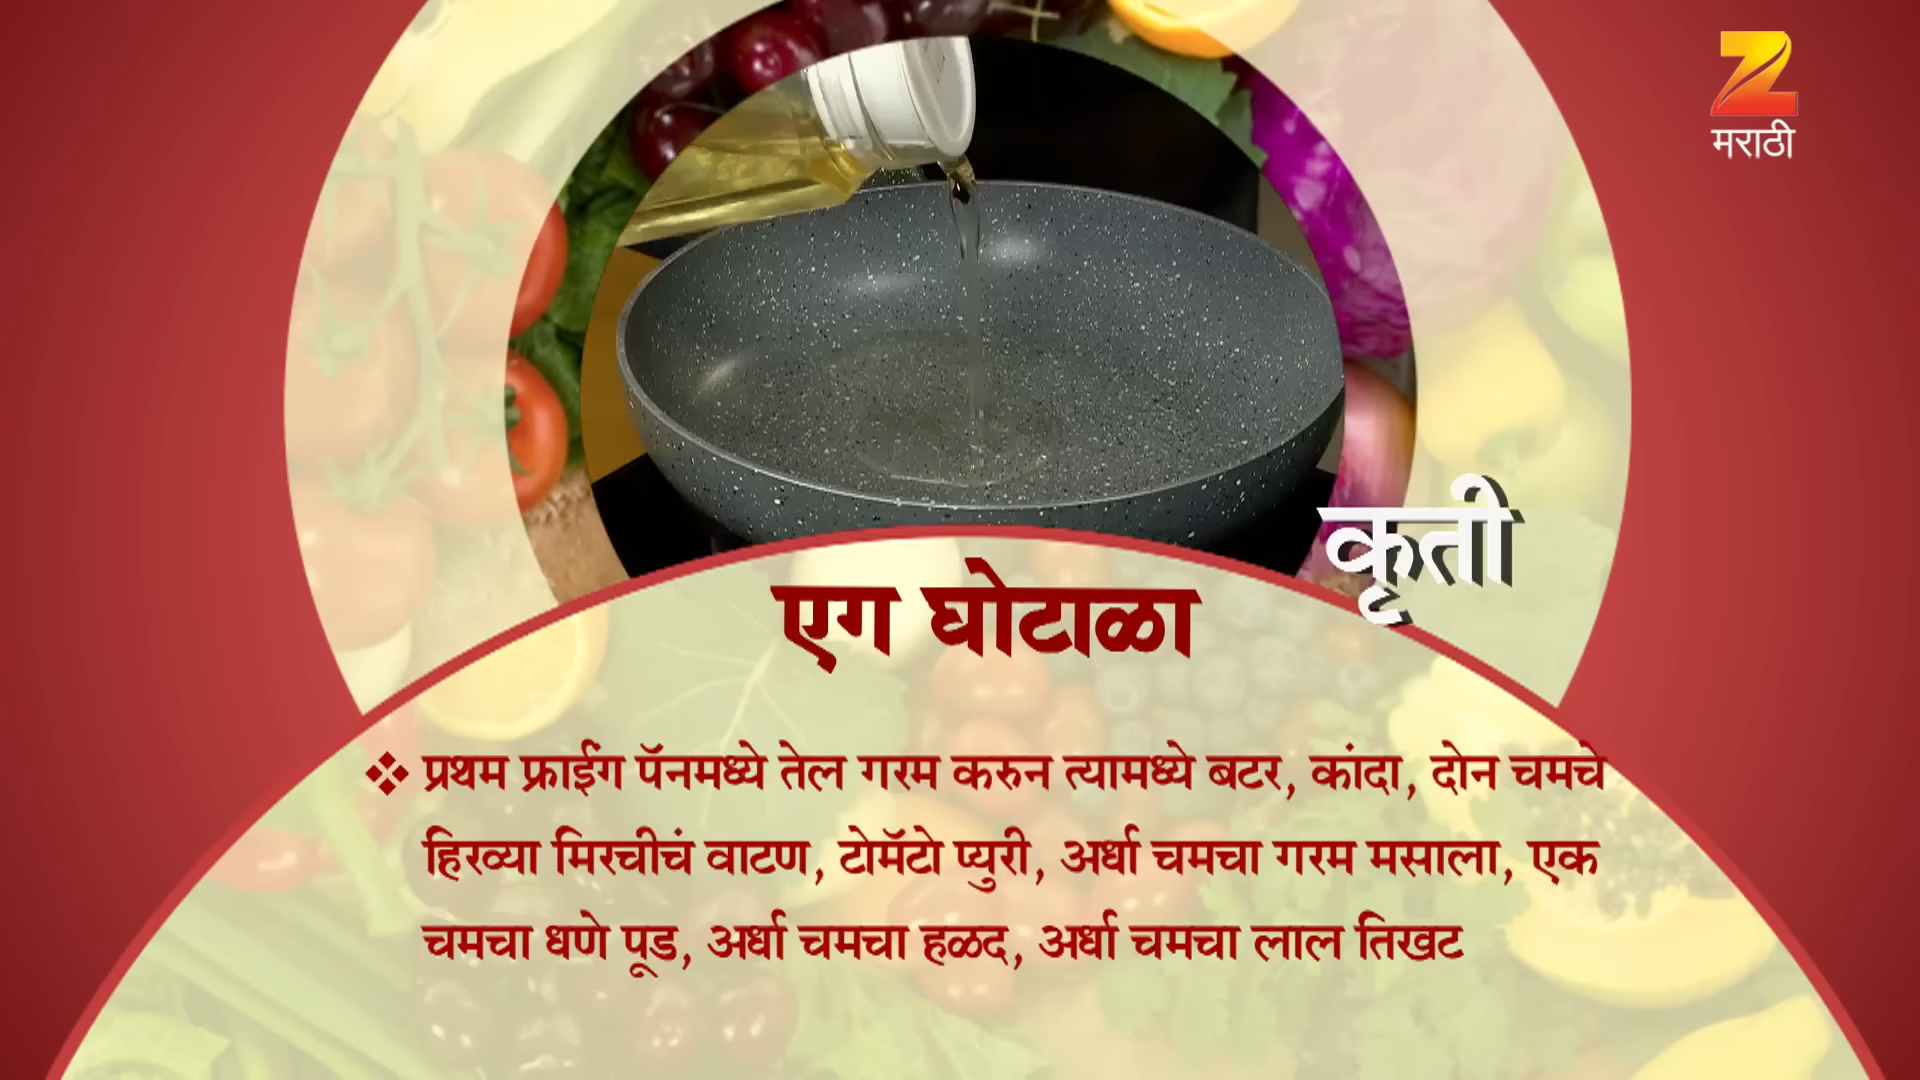 Z
मराठी
कृती
एग घोटाळा
❖ प्रथम फ्राईंग पॅनमध्ये तेल गरम करुन त्यामध्ये बटर, कांदा, दोन चमचे
हिरव्या मिरचीचं वाटण, टोमॅटो प्युरी, अर्धा चमचा गरम मसाला, एक
चमचा धणे पूड, अर्धा चमचा हळद, अर्धा चमचा लाल तिखट